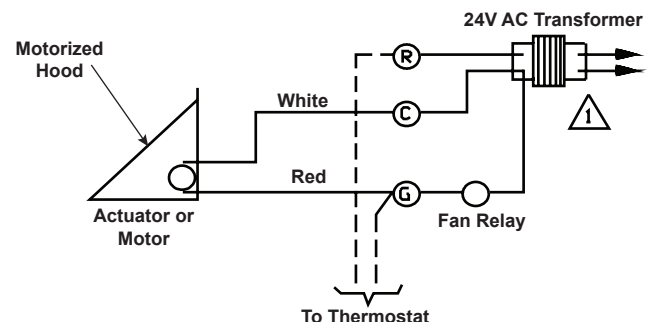 24V AC Transformer
Motorized
Hood
R
White
C
1
Red
G
Actuator or
Motor
Fan Relay
To Thermostat